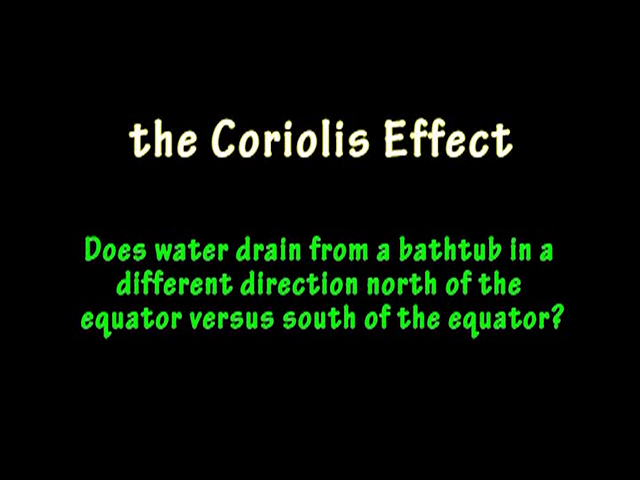 the Coriolis Effect
Does water drain from a bathtub in a
different direction north of the
equator versus south of the equator?